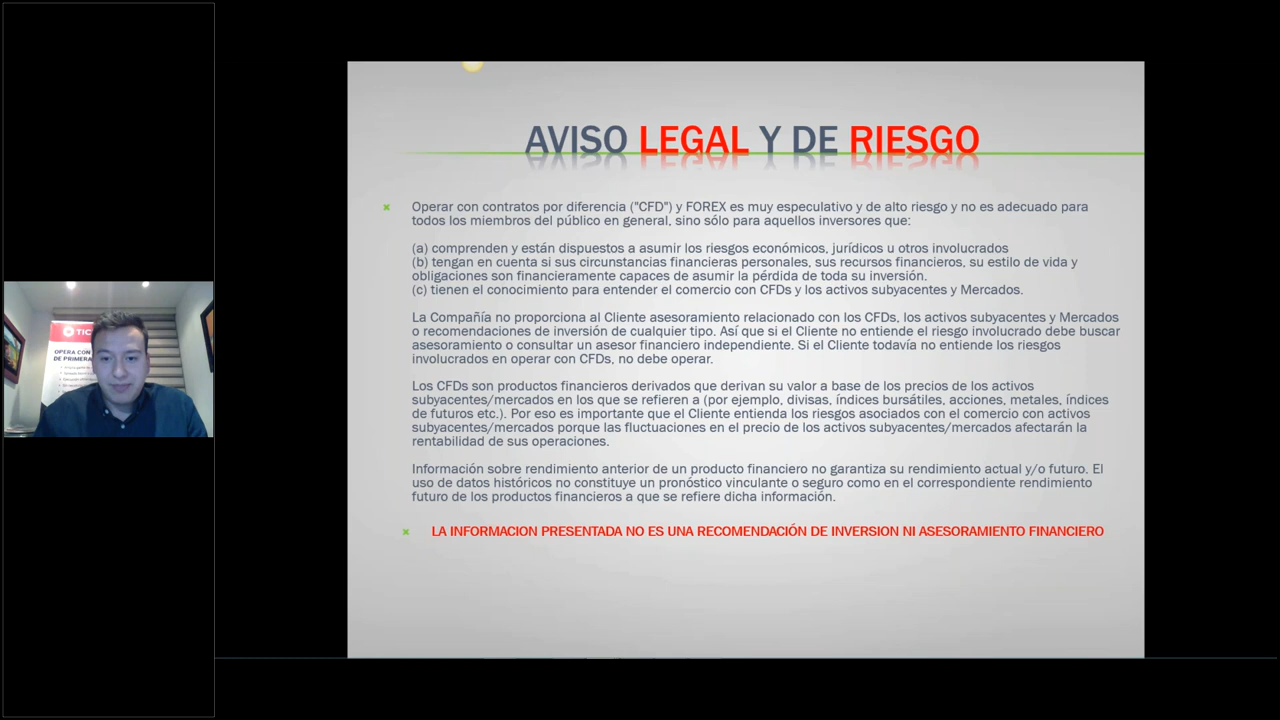 AVISO LEGAL Y DE RIESGO
Operar con contratos por diferencia ("CFD") y FOREX es muy especulativo y de alto riesgo y no es adecuado para
todos los miembros del público en general, sino sólo para aquellos inversores que:
(a) comprenden y están dispuestos a asumir los riesgos económicos, jurídicos u otros involucrados
(b) tengan en cuenta si sus circunstancias financieras personales, sus recursos financieros, su estilo de vida y
obligaciones son financieramente capaces de asumir la pérdida de toda su inversión.
(c) tienen el conocimiento para entender el comercio con CFDs y los activos subyacentes y Mercados.
La Compañía no proporciona al Cliente asesoramiento relacionado con los CFDs, los activos subyacentes y Mercados
o recomendaciones de inversión de cualquier tipo. Así que si el Cliente no entiende el riesgo involucrado debe buscar
asesoramiento o consultar un asesor financiero independiente. Si el Cliente todavía no entiende los riesgos
involucrados en operar con CFDs, no debe operar.
Los CFDs son productos financieros derivados que derivan su valor a base de los precios de los activos
subyacentes/mercados en los que se refieren a (por ejemplo, divisas, índices bursátiles, acciones, metales, índices
de futuros etc.). Por eso es importante que el Cliente entienda los riesgos asociados con el comercio con activos
subyacentes/mercados porque las fluctuaciones en el precio de los activos subyacentes/mercados afectarán la
rentabilidad de sus operaciones.
Información sobre rendimiento anterior de un producto financiero no garantiza su rendimiento actual y/o futuro. El
uso de datos históricos no constituye un pronóstico vinculante o seguro como en el correspondiente rendimiento
futuro de los productos financieros a que se refiere dicha información.
LA INFORMACION PRESENTADA NO ES UNA RECOMENDACIÓN DE INVERSION NI ASESORAMIENTO FINANCIERO
TIC
OPERA CON
DE PRIMERA